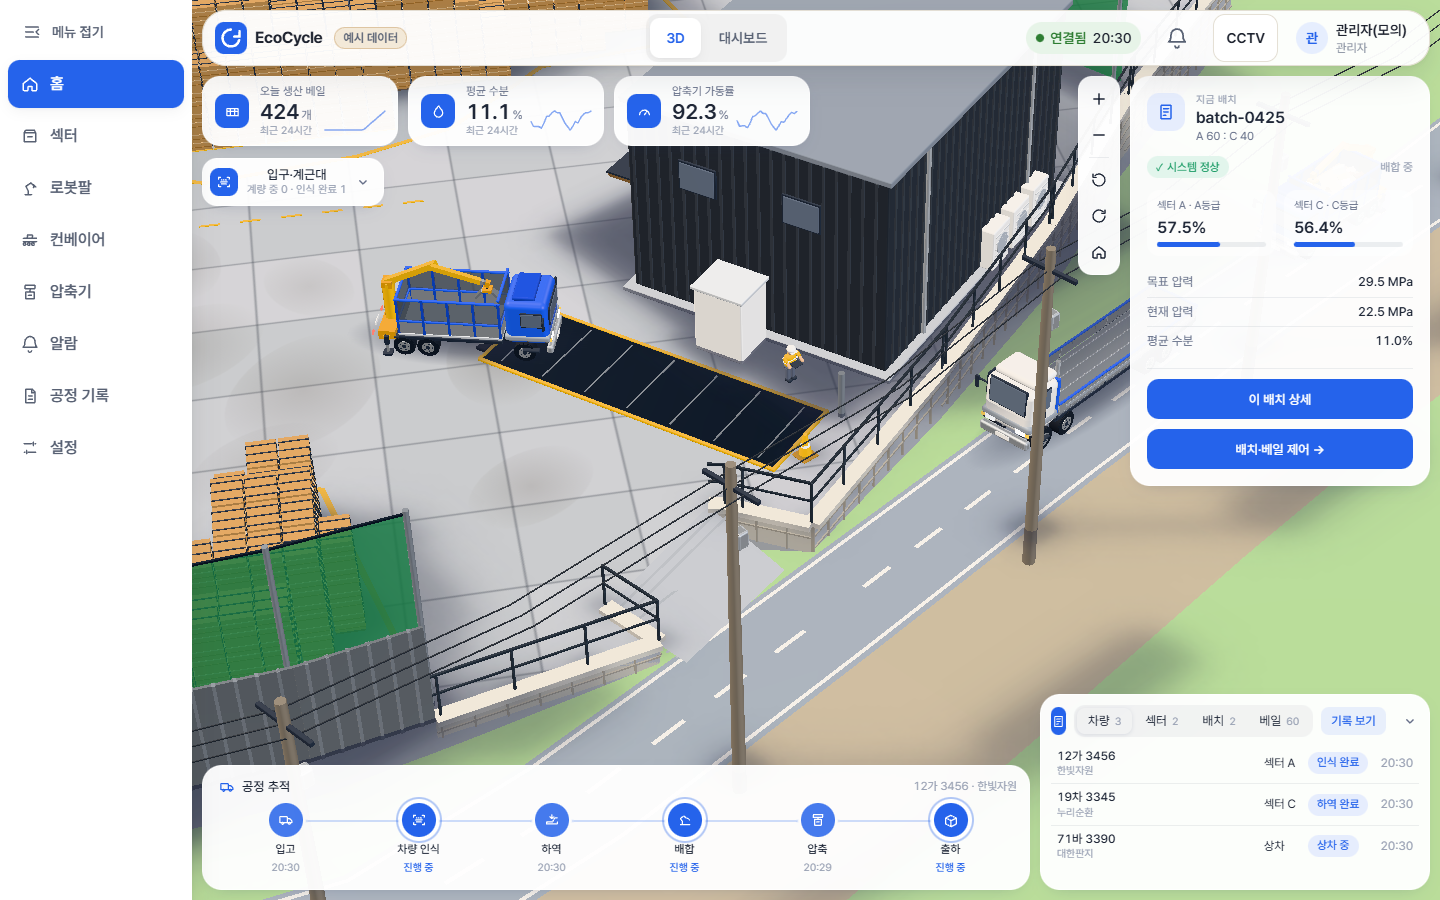 메뉴 접기
홈
섹터
로봇팔
컨베이어
압축기
알람
공정 기록
설정
EcoCycle
예시 데이터
3D
대시보드
연결됨 20:30
CCTV
관
관리자(모의)
관리자
오늘 생산 베일
424개
최근 24시간
평균 수분
11.1%
최근 24시간
압축기 가동률
92.3%
최근 24시간
입구·계근대
계량 중 0 · 인식 완료 1
지금 배치
batch-0425
A 60 : C 40
✓ 시스템 정상
배합 중
섹터 A · A등급
57.5%
섹터 C · C등급
56.4%
목표 압력
29.5 MPa
현재 압력
22.5 MPa
평균 수분
11.0%
이 배치 상세
배치·베일 제어 →
공정 추적
12가 3456 · 한빛자원
입고
20:30
차량 인식
진행 중
하역
20:30
배합
진행 중
압축
20:29
출하
진행 중
차량 3
섹터 2
배치 2
베일 60
기록 보기
12가 3456
한빛자원
섹터 A
인식 완료
20:30
19차 3345
누리순환
섹터 C
하역 완료
20:30
71바 3390
대한판지
상차
상차 중
20:30